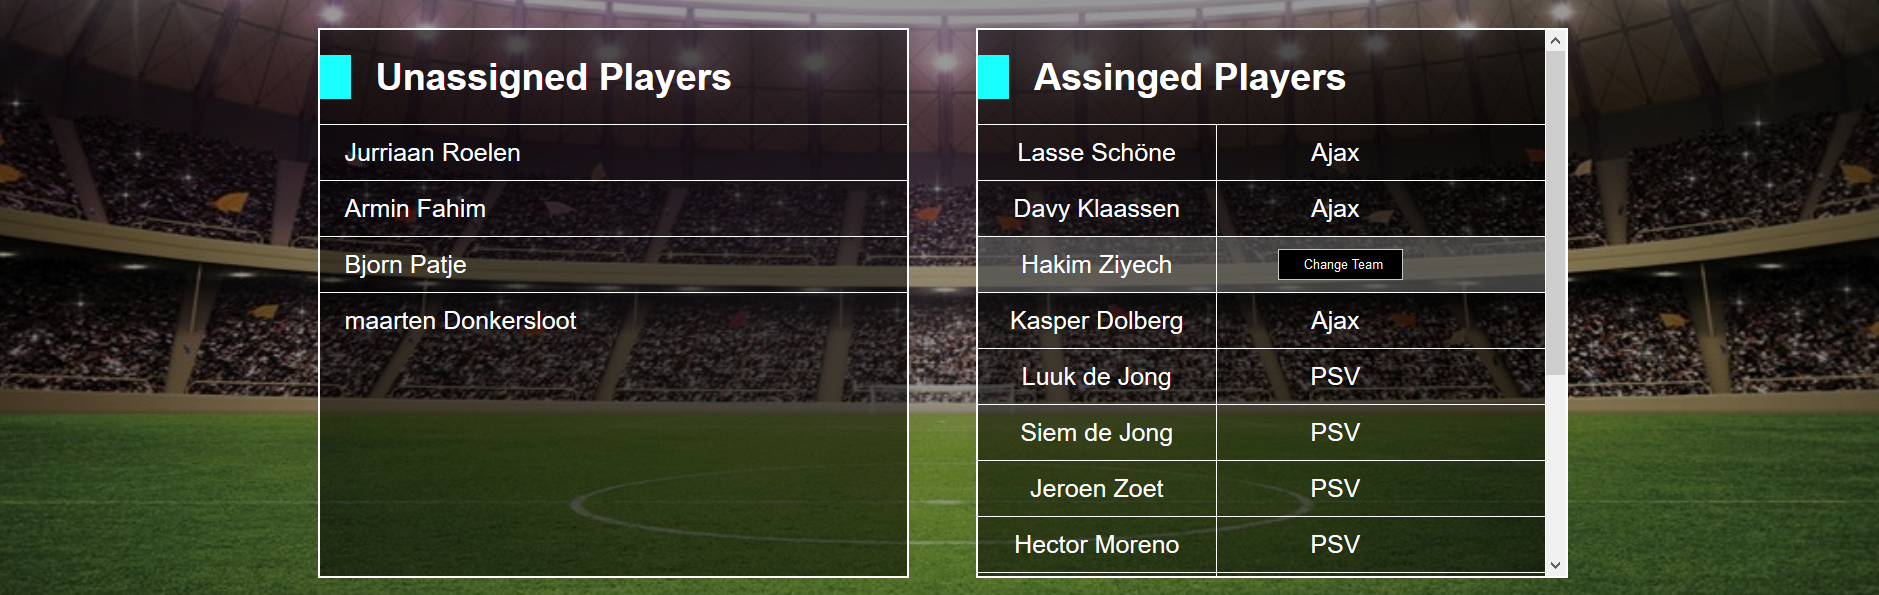 Unassigned Players
Jurriaan Roelen
Armin Fahim
Bjorn Patje
maarten Donkersloot
Assinged Players
Lasse Schöne Ajax
Davy Klaassen Ajax
Hakim Ziyech Change Team
Kasper Dolberg Ajax
Luuk de Jong PSV
Siem de Jong PSV
Jeroen Zoet PSV
Hector Moreno PSV